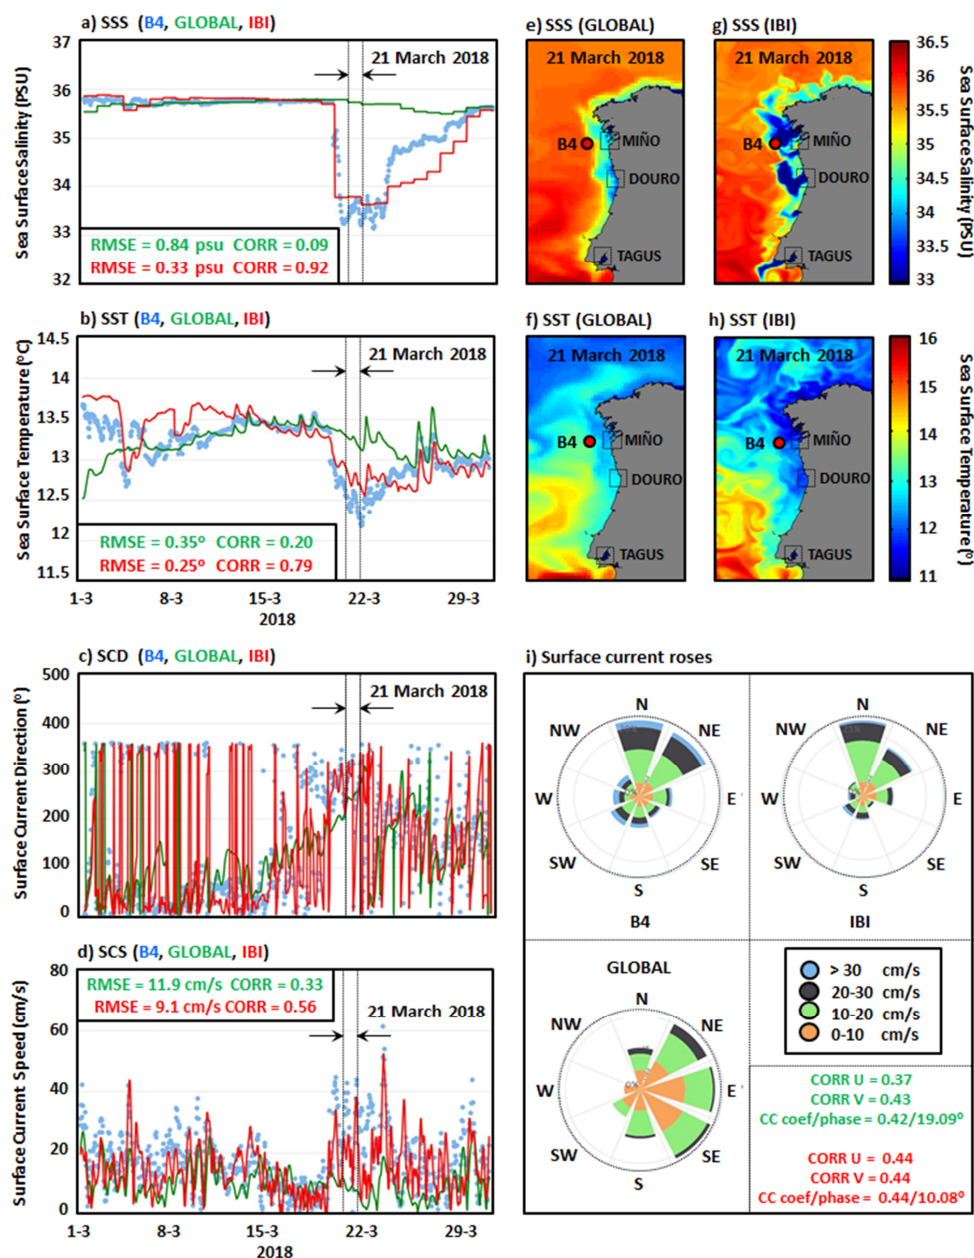 a) SSS (B4, GLOBAL, IBI)
Sea Surface Salinity (PSU)
37
36
35
34
33
32
21 March 2018
RMSE = 0.84 psu CORR = 0.09
RMSE = 0.33 psu CORR = 0.92
b) SST (B4, GLOBAL, IBI)
Sea Surface Temperature (ºC)
14.5
14
13.5
13
12.5
12
11.5
21 March 2018
RMSE = 0.35º CORR = 0.20
RMSE = 0.25º CORR = 0.79
1-3
8-3
15-3
22-3
29-3
2018
e) SSS (GLOBAL)
21 March 2018
B4
MIÑO
DOURO
TAGUS
g) SSS (IBI)
21 March 2018
B4
MIÑO
DOURO
TAGUS
36.5
36
35.5
35
34.5
34
33.5
33
Sea Surface Salinity (PSU)
f) SST (GLOBAL)
21 March 2018
B4
MIÑO
DOURO
TAGUS
h) SST (IBI)
21 March 2018
B4
MIÑO
DOURO
TAGUS
16
15
14
13
12
11
Sea Surface Temperature (º)
c) SCD (B4, GLOBAL, IBI)
Surface Current Direction (º)
500
400
300
200
100
0
21 March 2018
d) SCS (B4, GLOBAL, IBI)
Surface Current Speed (cm/s)
80
60
40
20
0
RMSE = 11.9 cm/s CORR = 0.33
RMSE = 9.1 cm/s CORR = 0.56
21 March 2018
1-3
8-3
15-3
22-3
29-3
2018
i) Surface current roses
N
NE
E
SE
S
SW
W
NW
B4
N
NE
E
SE
S
SW
W
NW
IBI
GLOBAL
N
NE
E
SE
S
SW
W
NW
> 30 cm/s
20-30 cm/s
10-20 cm/s
0-10 cm/s
CORR U = 0.37
CORR V = 0.43
CC coef/phase = 0.42/19.09º
CORR U = 0.44
CORR V = 0.44
CC coef/phase = 0.44/10.08º